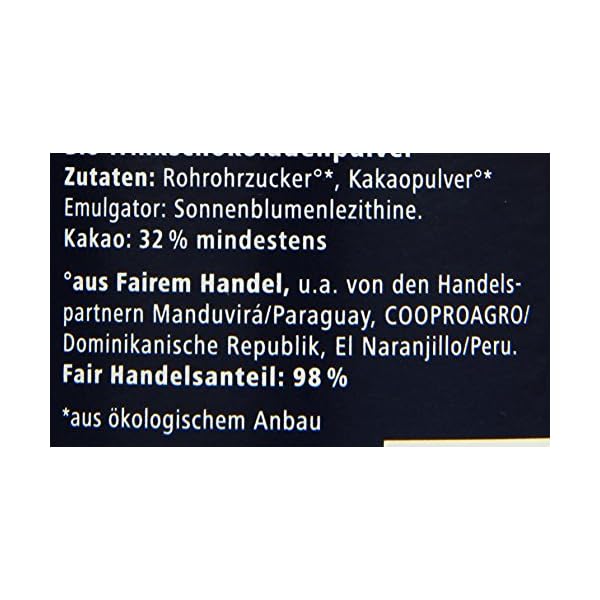 Zutaten: Rohrohrzucker°*, Kakaopulver°*
Emulgator: Sonnenblumenlezithine.
Kakao: 32 % mindestens
°aus Fairem Handel, u.a. von den Handels-
partnern Manduvirá/Paraguay, COOPROAGRO/
Dominikanische Republik, El Naranjillo/Peru.
Fair Handelsanteil: 98 %
*aus ökologischem Anbau